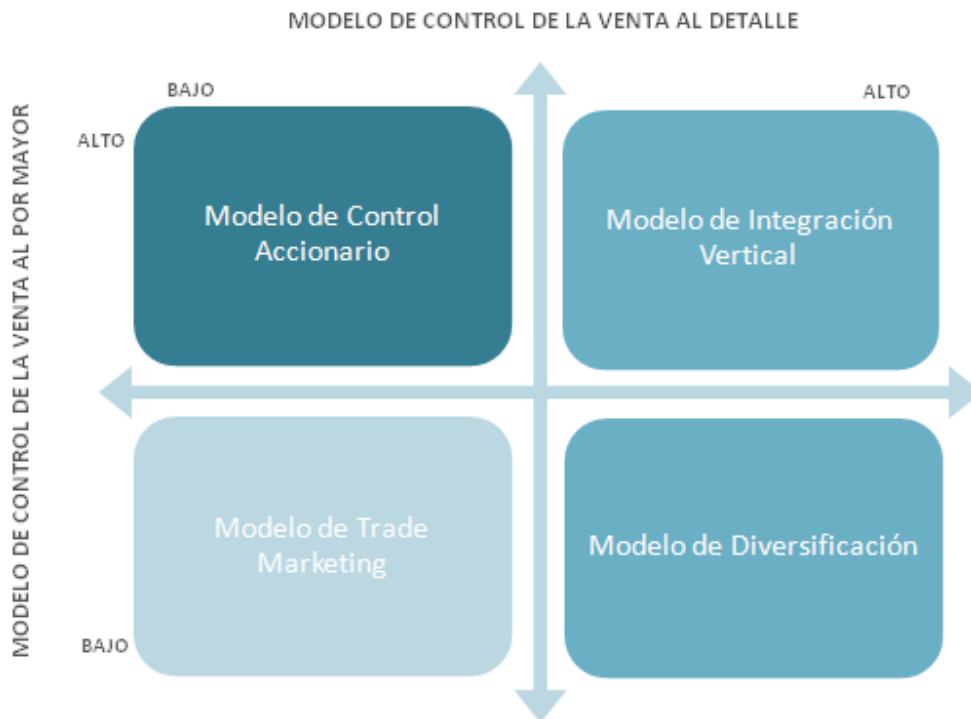 MODELO DE CONTROL DE LA VENTA AL DETALLE
BAJO
ALTO
ALTO
MODELO DE CONTROL DE LA VENTA AL POR MAYOR
Modelo de Control
Accionario
Modelo de Integración
Vertical
Modelo de Trade
Marketing
Modelo de Diversificación
BAJO